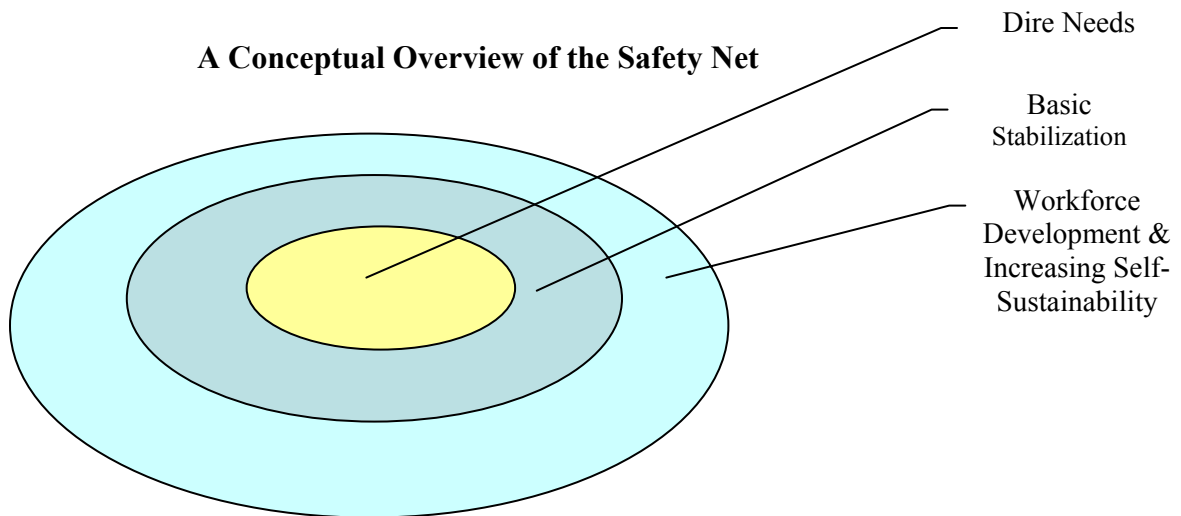 Dire Needs
A Conceptual Overview of the Safety Net
Basic
Stabilization
Workforce
Development &
Increasing Self-
Sustainability